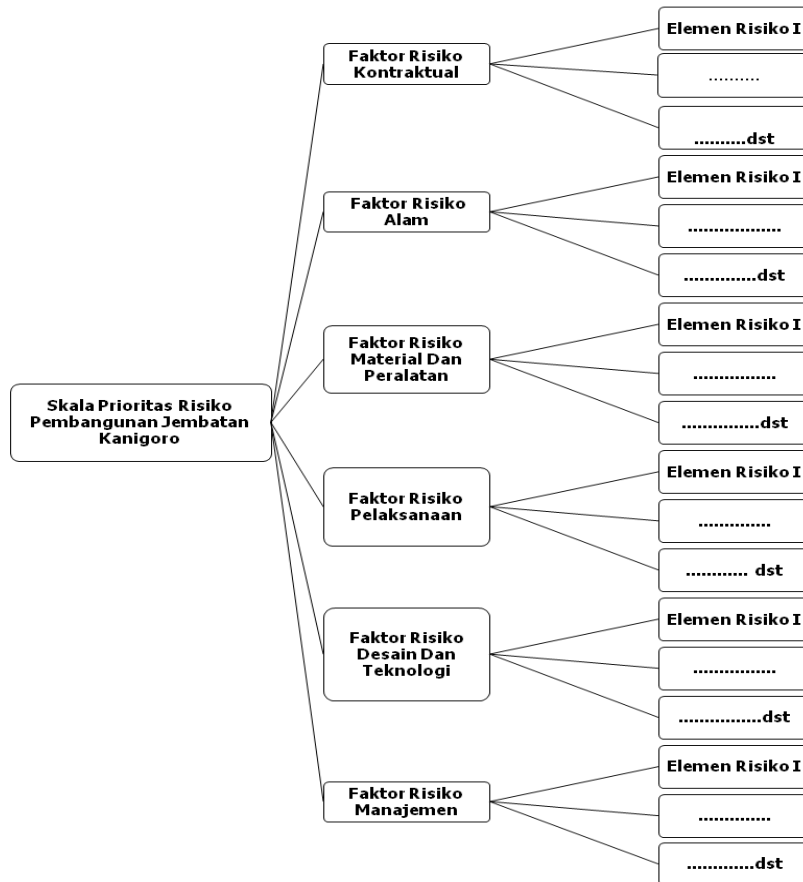 Skala Prioritas Risiko
Pembangunan Jembatan
Kanigoro
Faktor Risiko
Kontraktual
Elemen Risiko I
..........
..........dst
Faktor Risiko
Alam
Elemen Risiko I
..................
..............dst
Faktor Risiko
Material Dan
Peralatan
Elemen Risiko I
................
...............dst
Faktor Risiko
Pelaksanaan
Elemen Risiko I
..............
............ dst
Faktor Risiko
Desain Dan
Teknologi
Elemen Risiko I
................
................dst
Faktor Risiko
Manajemen
Elemen Risiko I
..............
.............dst